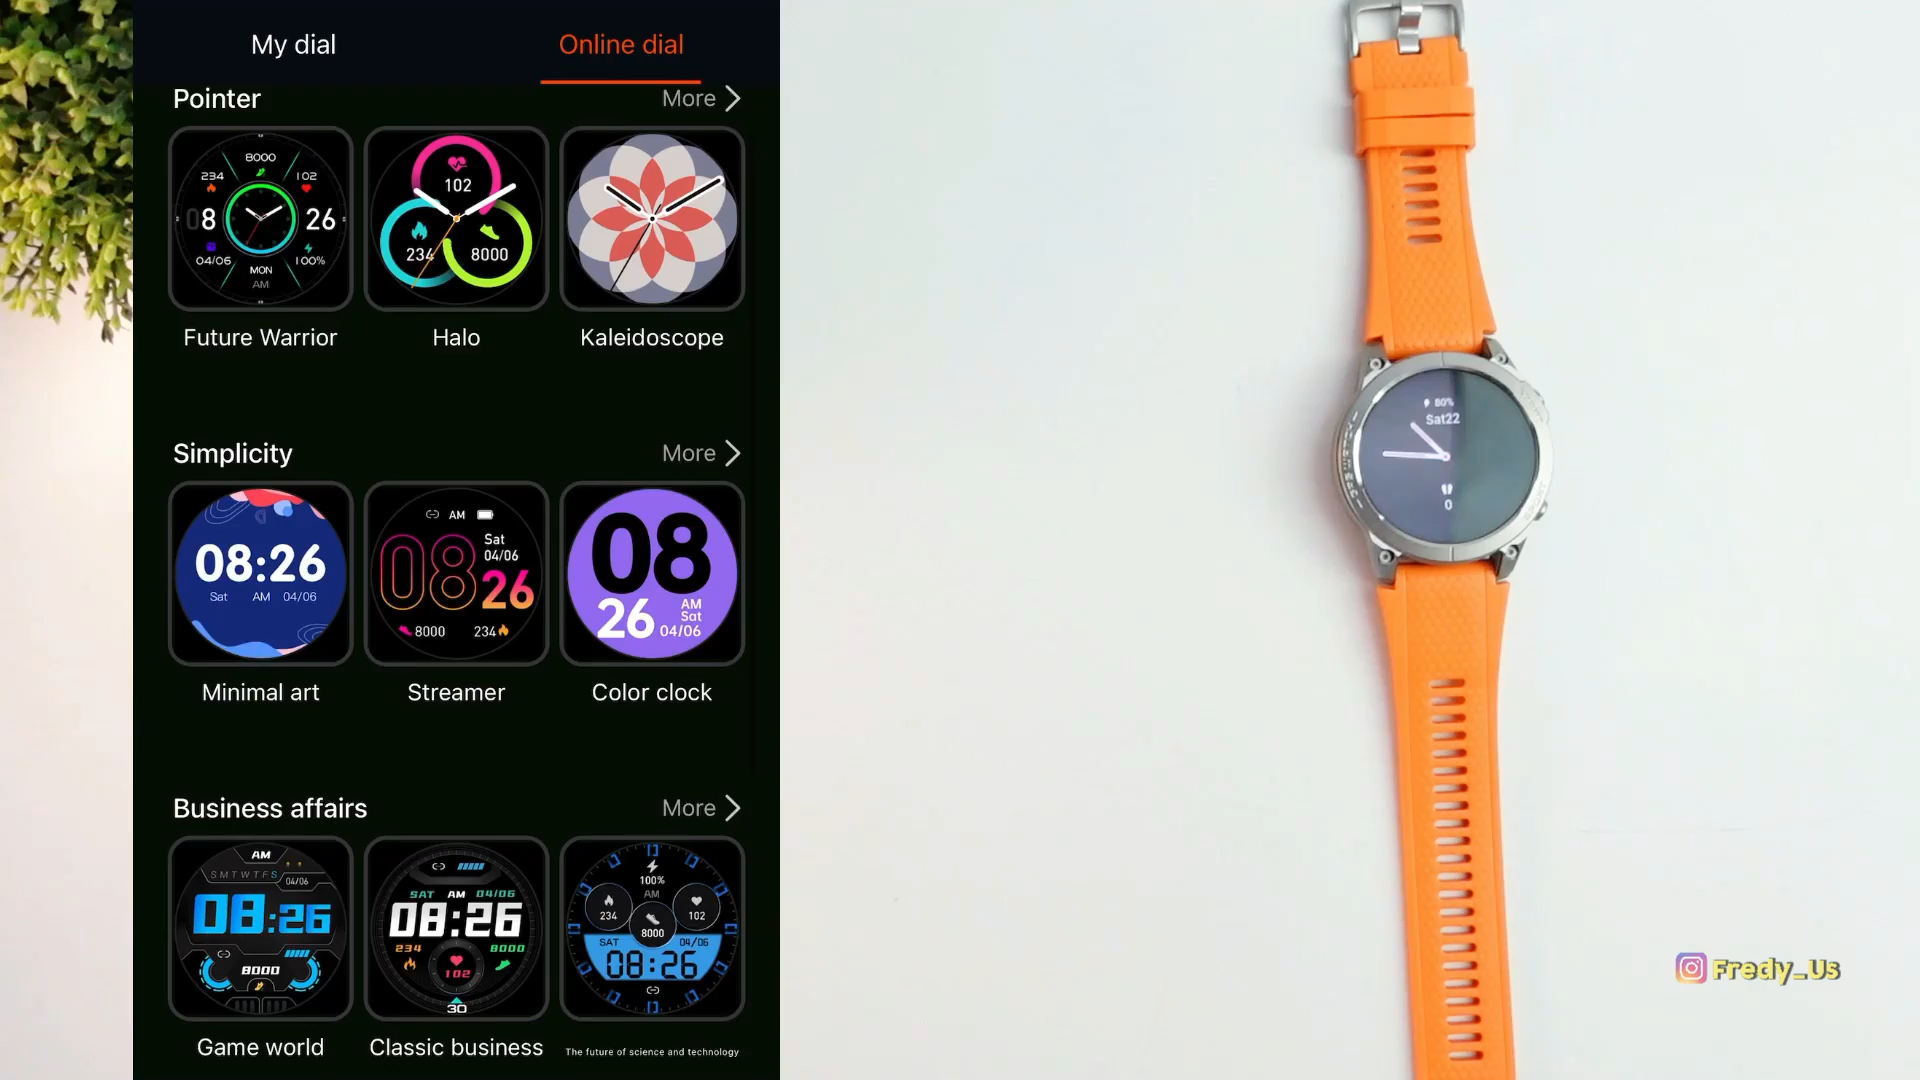 My dial
Online dial
Pointer
More
8000
234
102
08
26
04/06
100%
MON
AM
102
234
8000
Future Warrior
Halo
Kaleidoscope
Simplicity
More
08:26
Sat AM 04/06
AM
Sat
04/06
08
26
8000
234
08
26
AM
Sat
04/06
Minimal art
Streamer
Color clock
Business affairs
More
AM
SMTWTFS
04/06
08:26
8000
SAT AM 04/06
08:26
234
8000
102
30
100%
AM
234
102
8000
SAT
04/06
08:26
Game world
Classic business
The future of science and technology
80%
Sat22
0
Fredy_Us